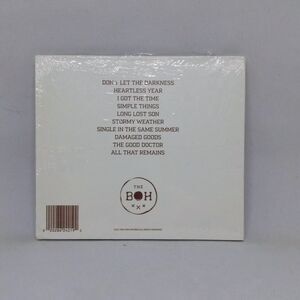 DON'T LET THE DARKNESS
HEARTLESS YEAR
I GOT THE TIME
SIMPLE THINGS
LONG LOST SON
STORMY WEATHER
SINGLE IN THE SAME SUMMER
DAMAGED GOODS
THE GOOD DOCTOR
ALL THAT REMAINS
THE
BOH